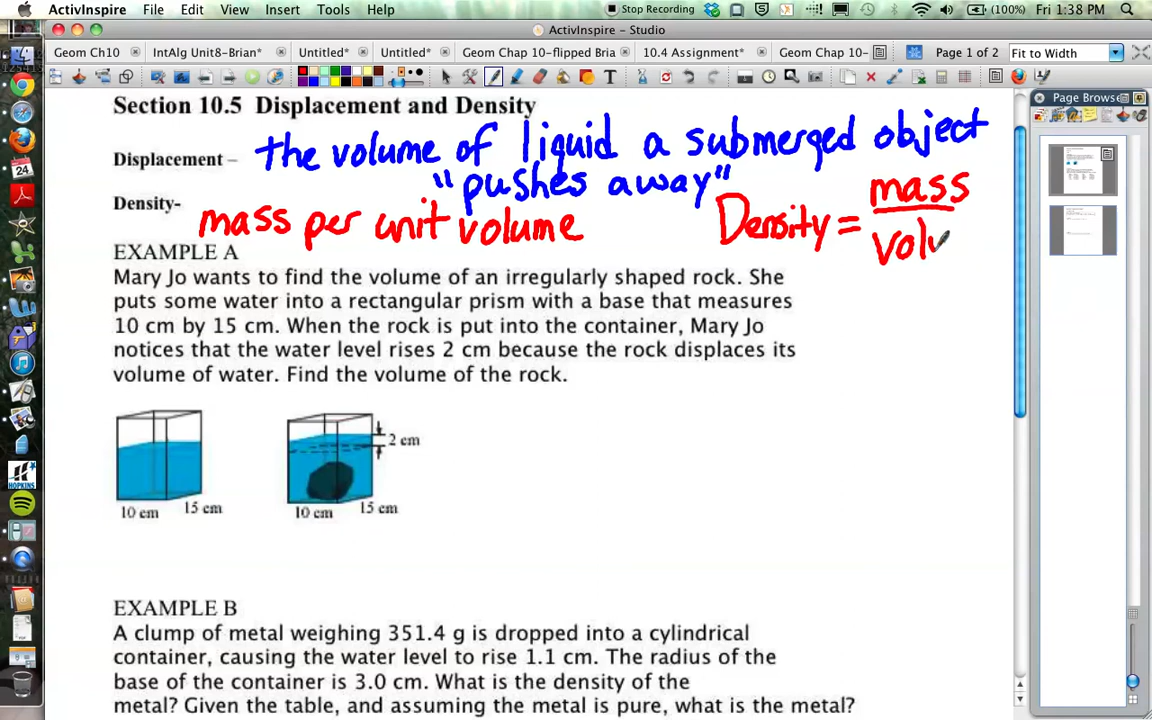 ActivInspire File Edit View Insert Tools Help Stop Recording (100%) Fri 1:38 PM
ActivInspire - Studio
Geom Ch10 IntAlg Unit8-Brian* Untitled* Untitled* Geom Chap 10-flipped Bria 10.4 Assignment* Geom Chap 10- Page 1 of 2 Fit to Width
Page Browse
Section 10.5 Displacement and Density
Displacement – the volume of liquid a submerged object
"pushes away"
Density- mass per unit volume Density = mass
volu
EXAMPLE A
Mary Jo wants to find the volume of an irregularly shaped rock. She
puts some water into a rectangular prism with a base that measures
10 cm by 15 cm. When the rock is put into the container, Mary Jo
notices that the water level rises 2 cm because the rock displaces its
volume of water. Find the volume of the rock.
2 cm
10 cm 15 cm 10 cm 15 cm
EXAMPLE B
A clump of metal weighing 351.4 g is dropped into a cylindrical
container, causing the water level to rise 1.1 cm. The radius of the
base of the container is 3.0 cm. What is the density of the
metal? Given the table, and assuming the metal is pure, what is the metal?
24
HOPKINS